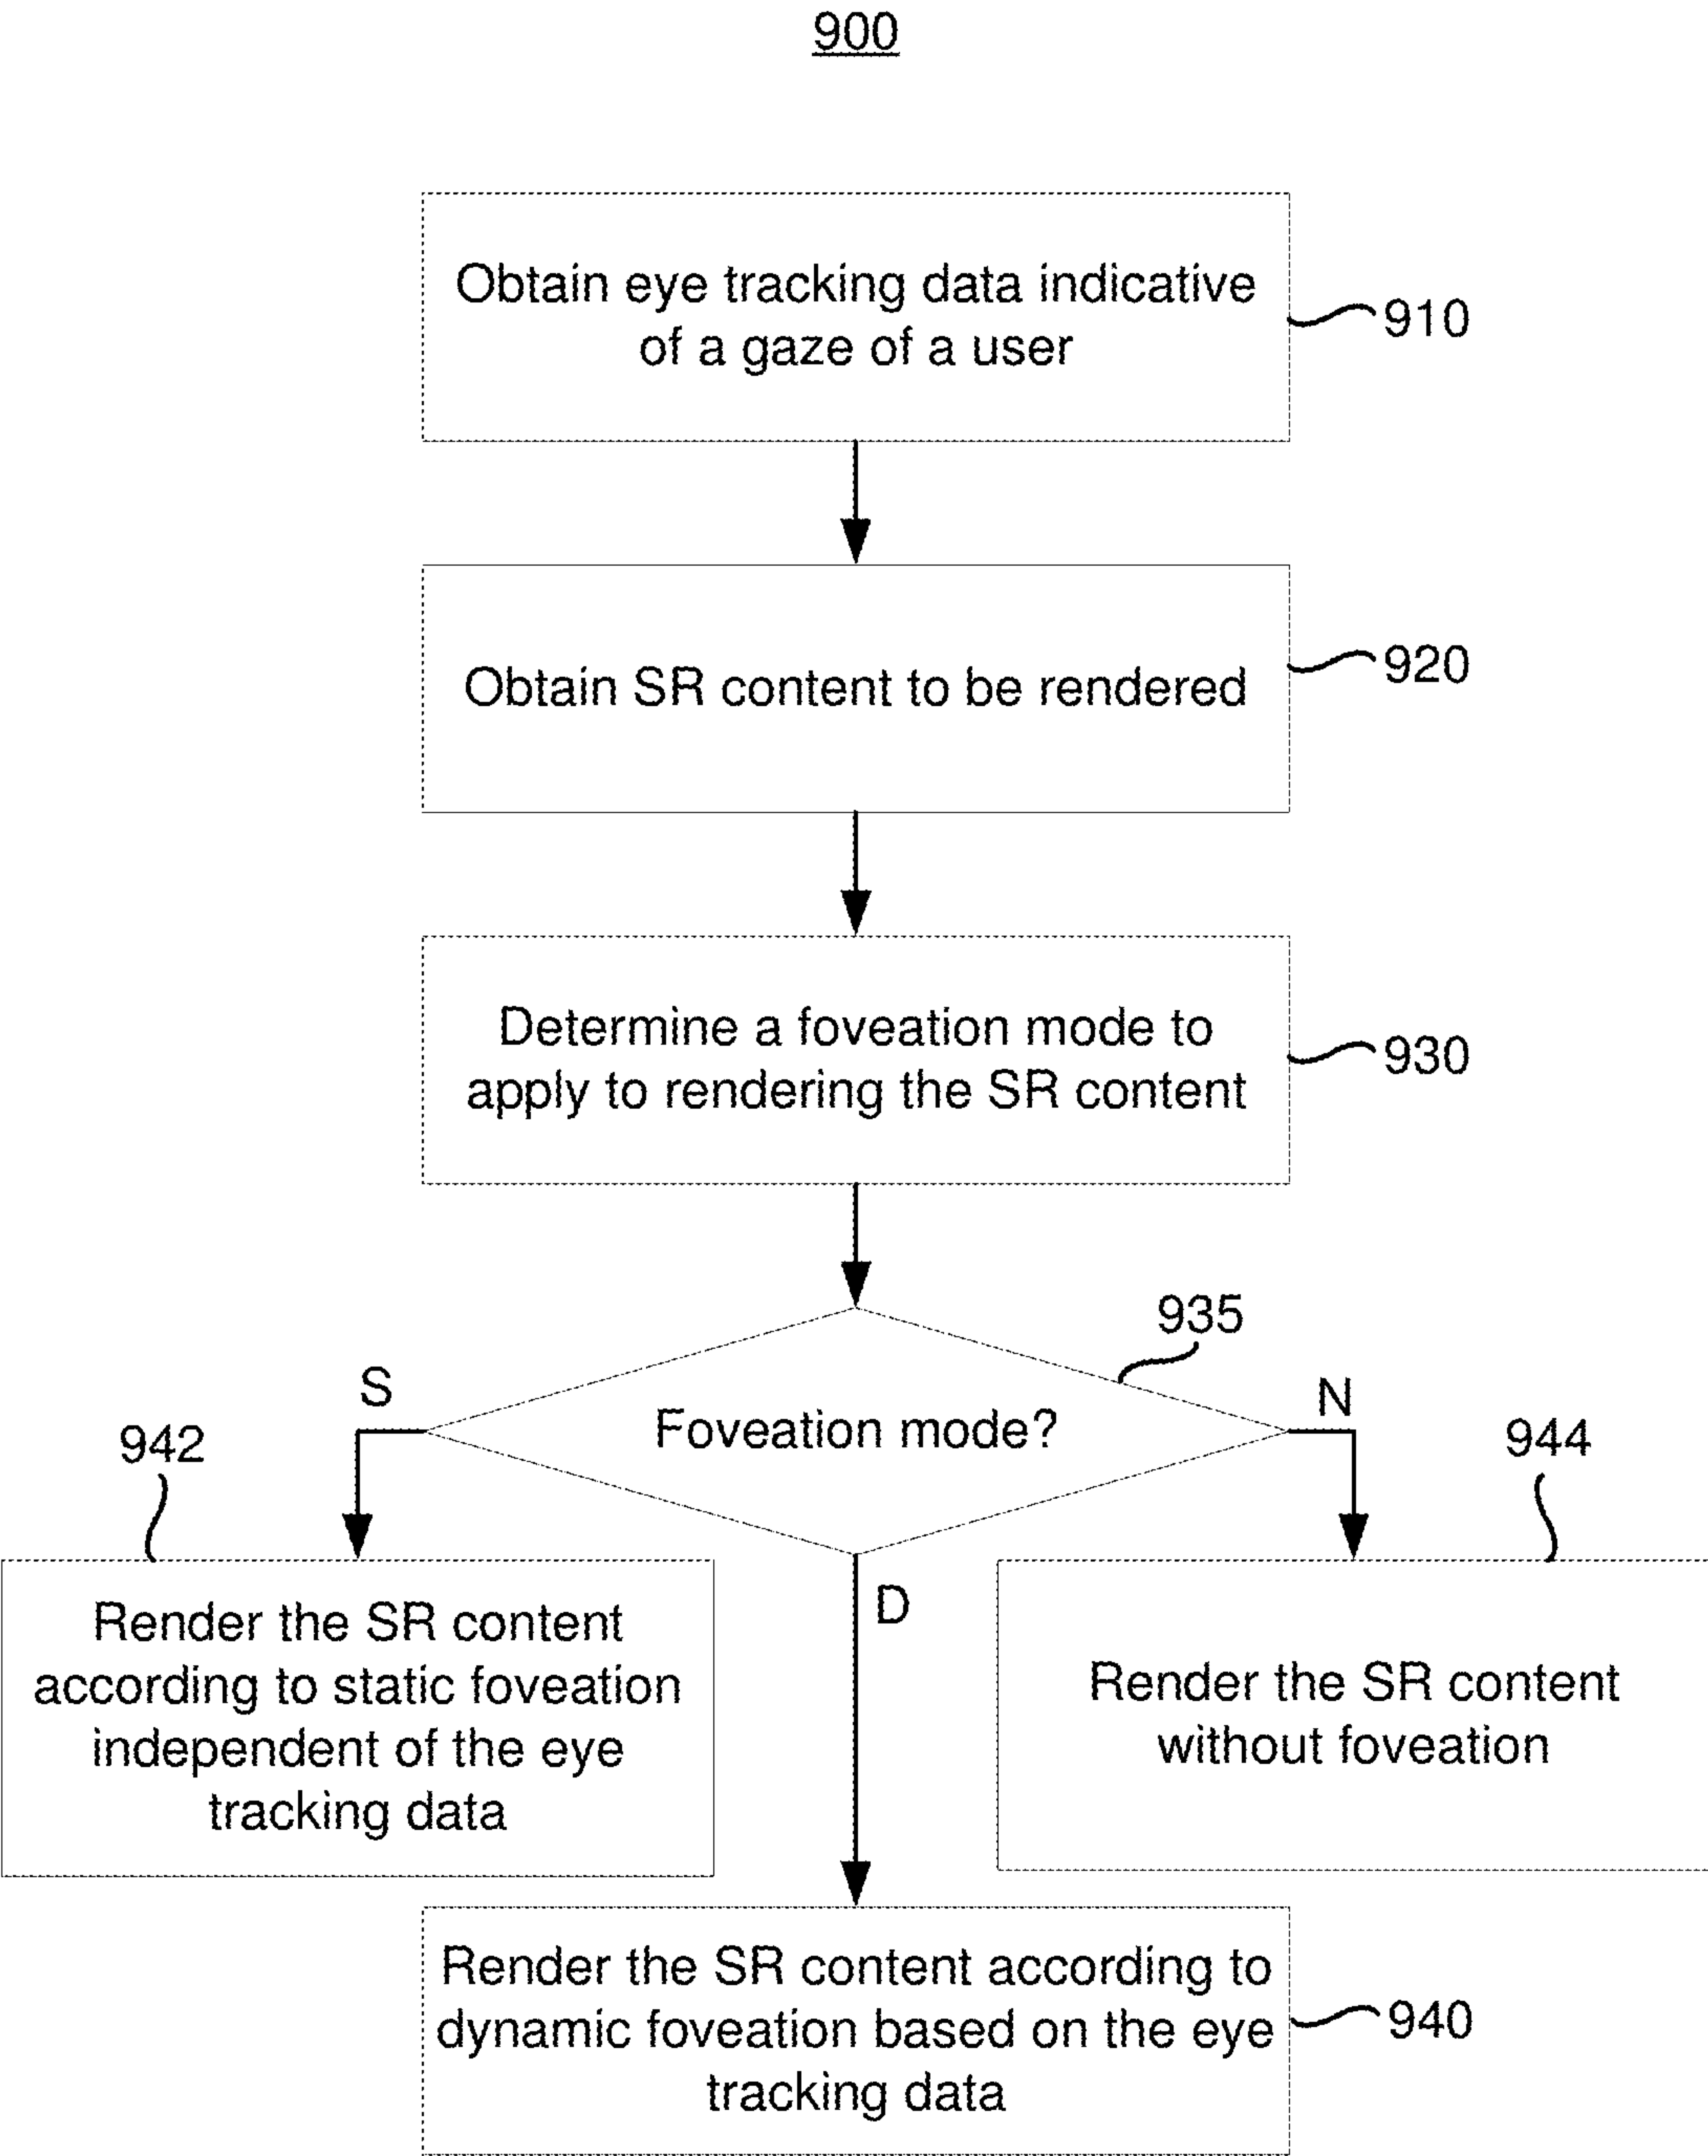 900
Obtain eye tracking data indicative
of a gaze of a user
910
Obtain SR content to be rendered
920
Determine a foveation mode to
apply to rendering the SR content
930
935
Foveation mode?
S
N
D
942
Render the SR content
according to static foveation
independent of the eye
tracking data
944
Render the SR content
without foveation
Render the SR content according to
dynamic foveation based on the eye
tracking data
940